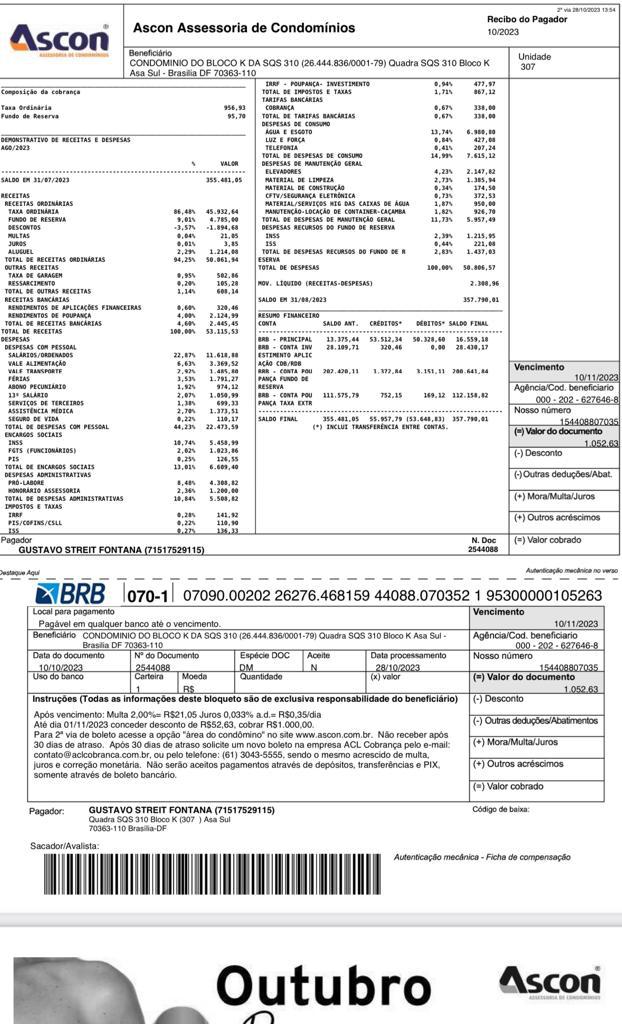 2ª via 28/10/2023 13:54
Ascon
ASSESSORIA DE CONDOMÍNIOS
Ascon Assessoria de Condomínios
Recibo do Pagador
10/2023
Beneficiário
CONDOMINIO DO BLOCO K DA SQS 310 (26.444.836/0001-79) Quadra SQS 310 Bloco K
Asa Sul - Brasilia DF 70363-110
Unidade
307
Composição da cobrança
Taxa Ordinária 956,93
Fundo de Reserva 95,70
DEMONSTRATIVO DE RECEITAS E DESPESAS
AGO/2023
% VALOR
SALDO EM 31/07/2023 355.481,05
RECEITAS
RECEITAS ORDINÁRIAS
TAXA ORDINÁRIA 86,48% 45.932,64
FUNDO DE RESERVA 9,01% 4.785,00
DESCONTOS -3,57% -1.894,68
MULTAS 0,04% 21,05
JUROS 0,01% 3,85
ALUGUEL 2,29% 1.214,08
TOTAL DE RECEITAS ORDINÁRIAS 94,25% 50.061,94
OUTRAS RECEITAS
TAXA DE GARAGEM 0,95% 502,86
RESSARCIMENTO 0,20% 105,28
TOTAL DE OUTRAS RECEITAS 1,14% 608,14
RECEITAS BANCÁRIAS
RENDIMENTOS DE APLICAÇÕES FINANCEIRAS 0,60% 320,46
RENDIMENTOS DE POUPANÇA 4,00% 2.124,99
TOTAL DE RECEITAS BANCÁRIAS 4,60% 2.445,45
TOTAL DE RECEITAS 100,00% 53.115,53
DESPESAS
DESPESAS COM PESSOAL
SALÁRIOS/ORDENADOS 22,87% 11.618,88
VALE ALIMENTAÇÃO 6,63% 3.369,52
VALE TRANSPORTE 2,92% 1.485,80
FÉRIAS 3,53% 1.791,27
ABONO PECUNIÁRIO 1,92% 974,12
13º SALÁRIO 2,07% 1.050,99
SERVIÇOS DE TERCEIROS 1,38% 699,33
ASSISTÊNCIA MÉDICA 2,70% 1.373,51
SEGURO DE VIDA 0,22% 110,17
TOTAL DE DESPESAS COM PESSOAL 44,23% 22.473,59
ENCARGOS SOCIAIS
INSS 10,74% 5.458,99
FGTS (FUNCIONÁRIOS) 2,02% 1.023,86
PIS 0,25% 126,55
TOTAL DE ENCARGOS SOCIAIS 13,01% 6.609,40
DESPESAS ADMINISTRATIVAS
PRÓ-LABORE 8,48% 4.308,82
HONORÁRIO ASSESSORIA 2,36% 1.200,00
TOTAL DE DESPESAS ADMINISTRATIVAS 10,84% 5.508,82
IMPOSTOS E TAXAS
IRRF 0,28% 141,92
PIS/COFINS/CSLL 0,22% 110,90
ISS 0,27% 136,33
IRRF - POUPANÇA- INVESTIMENTO 0,94% 477,97
TOTAL DE IMPOSTOS E TAXAS 1,71% 867,12
TARIFAS BANCÁRIAS
COBRANÇA 0,67% 338,00
TOTAL DE TARIFAS BANCÁRIAS 0,67% 338,00
DESPESAS DE CONSUMO
ÁGUA E ESGOTO 13,74% 6.980,80
LUZ E FORÇA 0,84% 427,08
TELEFONIA 0,41% 207,24
TOTAL DE DESPESAS DE CONSUMO 14,99% 7.615,12
DESPESAS DE MANUTENÇÃO GERAL
ELEVADORES 4,23% 2.147,82
MATERIAL DE LIMPEZA 2,73% 1.385,94
MATERIAL DE CONSTRUÇÃO 0,34% 174,50
CFTV/SEGURANÇA ELETRÔNICA 0,73% 372,53
MATERIAL/SERVIÇOS HIG DAS CAIXAS DE ÁGUA 1,87% 950,00
MANUTENÇÃO-LOCAÇÃO DE CONTAINER-CAÇAMBA 1,82% 926,70
TOTAL DE DESPESAS DE MANUTENÇÃO GERAL 11,73% 5.957,49
DESPESAS RECURSOS DO FUNDO DE RESERVA
INSS 2,39% 1.215,95
ISS 0,44% 221,08
TOTAL DE DESPESAS RECURSOS DO FUNDO DE R 2,83% 1.437,03
ESERVA
TOTAL DE DESPESAS 100,00% 50.806,57
MOV. LÍQUIDO (RECEITAS-DESPESAS) 2.308,96
SALDO EM 31/08/2023 357.790,01
RESUMO FINANCEIRO
CONTA SALDO ANT. CRÉDITOS* DÉBITOS* SALDO FINAL
BRB - PRINCIPAL 13.375,44 53.512,34 50.328,60 16.559,18
BRB - CONTA INV 28.109,71 320,46 0,00 28.430,17
ESTIMENTO APLIC
AÇÃO CDB/RDB
BRB - CONTA POU 202.420,11 1.372,84 3.151,11 200.641,84
PANÇA FUNDO DE
RESERVA
BRB - CONTA POU 111.575,79 752,15 169,12 112.158,82
PANÇA TAXA EXTR
SALDO FINAL 355.481,05 55.957,79 (53.648,83) 357.790,01
(*) INCLUI TRANSFERÊNCIA ENTRE CONTAS.
Vencimento
10/11/2023
Agência/Cod. beneficiario
000 - 202 - 627646-8
Nosso número
154408807035
(=) Valor do documento
1.052,63
(-) Desconto
(-)Outras deduções/Abat.
(+) Mora/Multa/Juros
(+) Outros acréscimos
(=) Valor cobrado
Pagador
GUSTAVO STREIT FONTANA (71517529115)
N. Doc
2544088
Destaque Aqui
Autenticação mecânica no verso
BRB 070-1 07090.00202 26276.468159 44088.070352 1 95300000105263
Local para pagamento
Pagável em qualquer banco até o vencimento.
Vencimento
10/11/2023
Beneficiário CONDOMINIO DO BLOCO K DA SQS 310 (26.444.836/0001-79) Quadra SQS 310 Bloco K Asa Sul -
Brasilia DF 70363-110
Agência/Cod. beneficiario
000 - 202 - 627646-8
Data do documento Nº do Documento Espécie DOC Aceite Data processamento
10/10/2023 2544088 DM N 28/10/2023
Nosso número
154408807035
Uso do banco Carteira Moeda Quantidade (x) valor
1 R$
(=) Valor do documento
1.052,63
Instruções (Todas as informações deste bloqueto são de exclusiva responsabilidade do beneficiário)
Após vencimento: Multa 2,00%= R$21,05 Juros 0,033% a.d.= R$0,35/dia
Até dia 01/11/2023 conceder desconto de R$52,63, cobrar R$1.000,00.
Para 2ª via de boleto acesse a opção "área do condômino" no site www.ascon.com.br. Não receber após
30 dias de atraso. Após 30 dias de atraso solicite um novo boleto na empresa ACL Cobrança pelo e-mail:
contato@aclcobranca.com.br, ou pelo telefone: (61) 3043-5555, sendo o mesmo acrescido de multa,
juros e correção monetária. Não serão aceitos pagamentos através de depósitos, transferências e PIX,
somente através de boleto bancário.
(-) Desconto
(-) Outras deduções/Abatimentos
(+) Mora/Multa/Juros
(+) Outros acréscimos
(=) Valor cobrado
Pagador: GUSTAVO STREIT FONTANA (71517529115)
Quadra SQS 310 Bloco K (307 ) Asa Sul
70363-110 Brasilia-DF
Código de baixa:
Sacador/Avalista:
Autenticação mecânica - Ficha de compensação
Outubro
Ascon
ASSESSORIA DE CONDOMÍNIOS